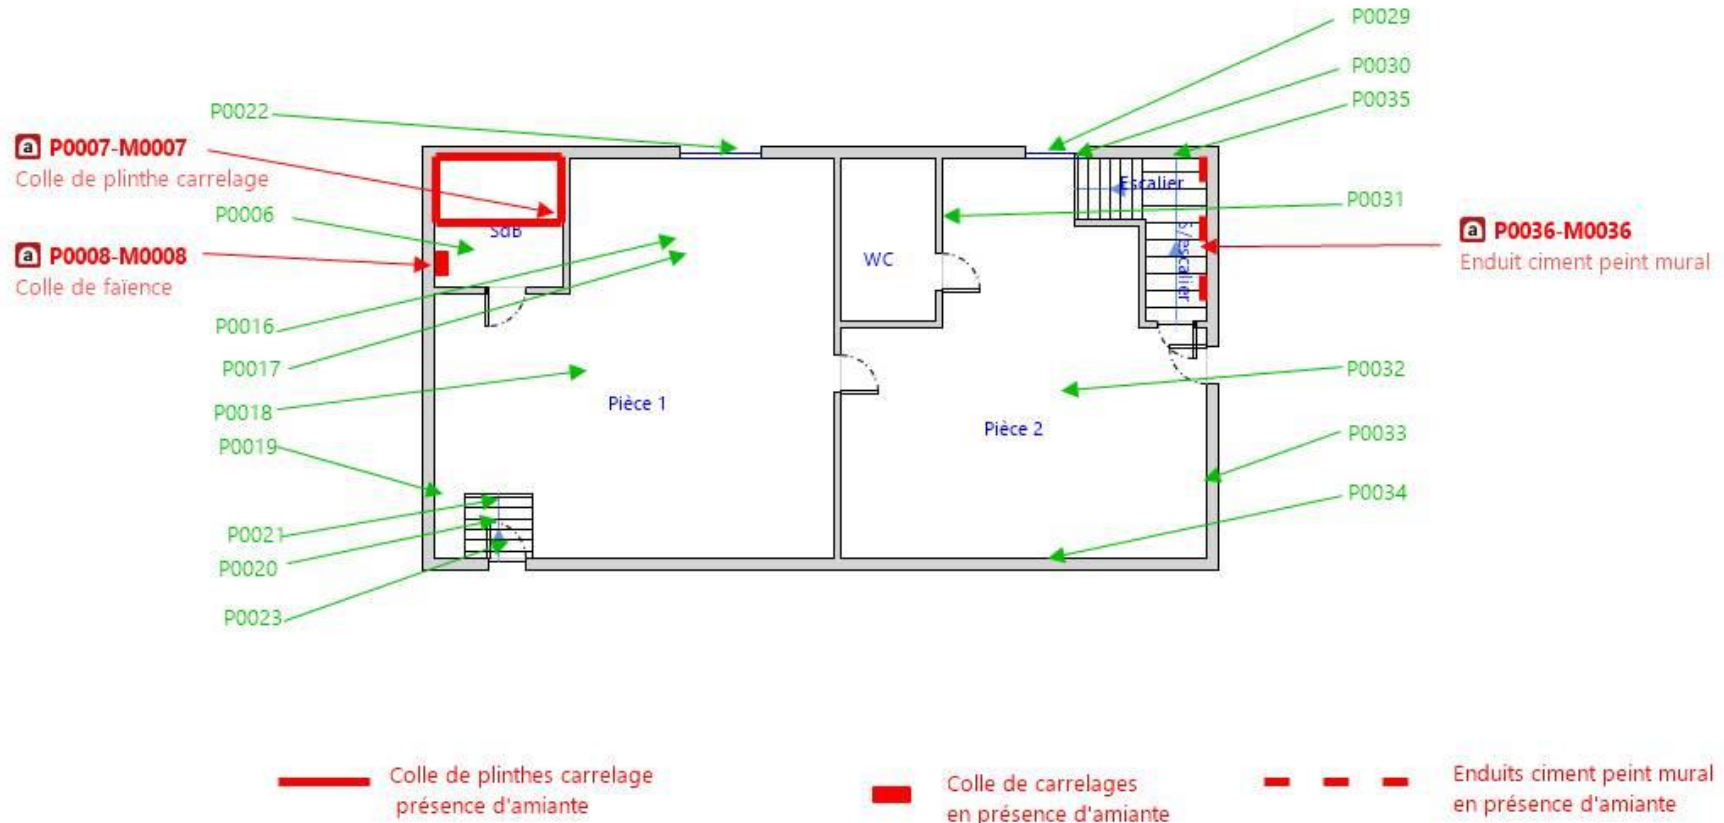 P0029
P0030
P0035
P0022
a P0007-M0007
Colle de plinthe carrelage
P0006
a P0008-M0008
Colle de faïence
P0016
P0017
P0018
P0019
P0021
P0020
P0023
SdB
Pièce 1
WC
Pièce 2
Escalier
S/escalier
P0031
a P0036-M0036
Enduit ciment peint mural
P0032
P0033
P0034
Colle de plinthes carrelage
présence d'amiante
Colle de carrelages
en présence d'amiante
Enduits ciment peint mural
en présence d'amiante